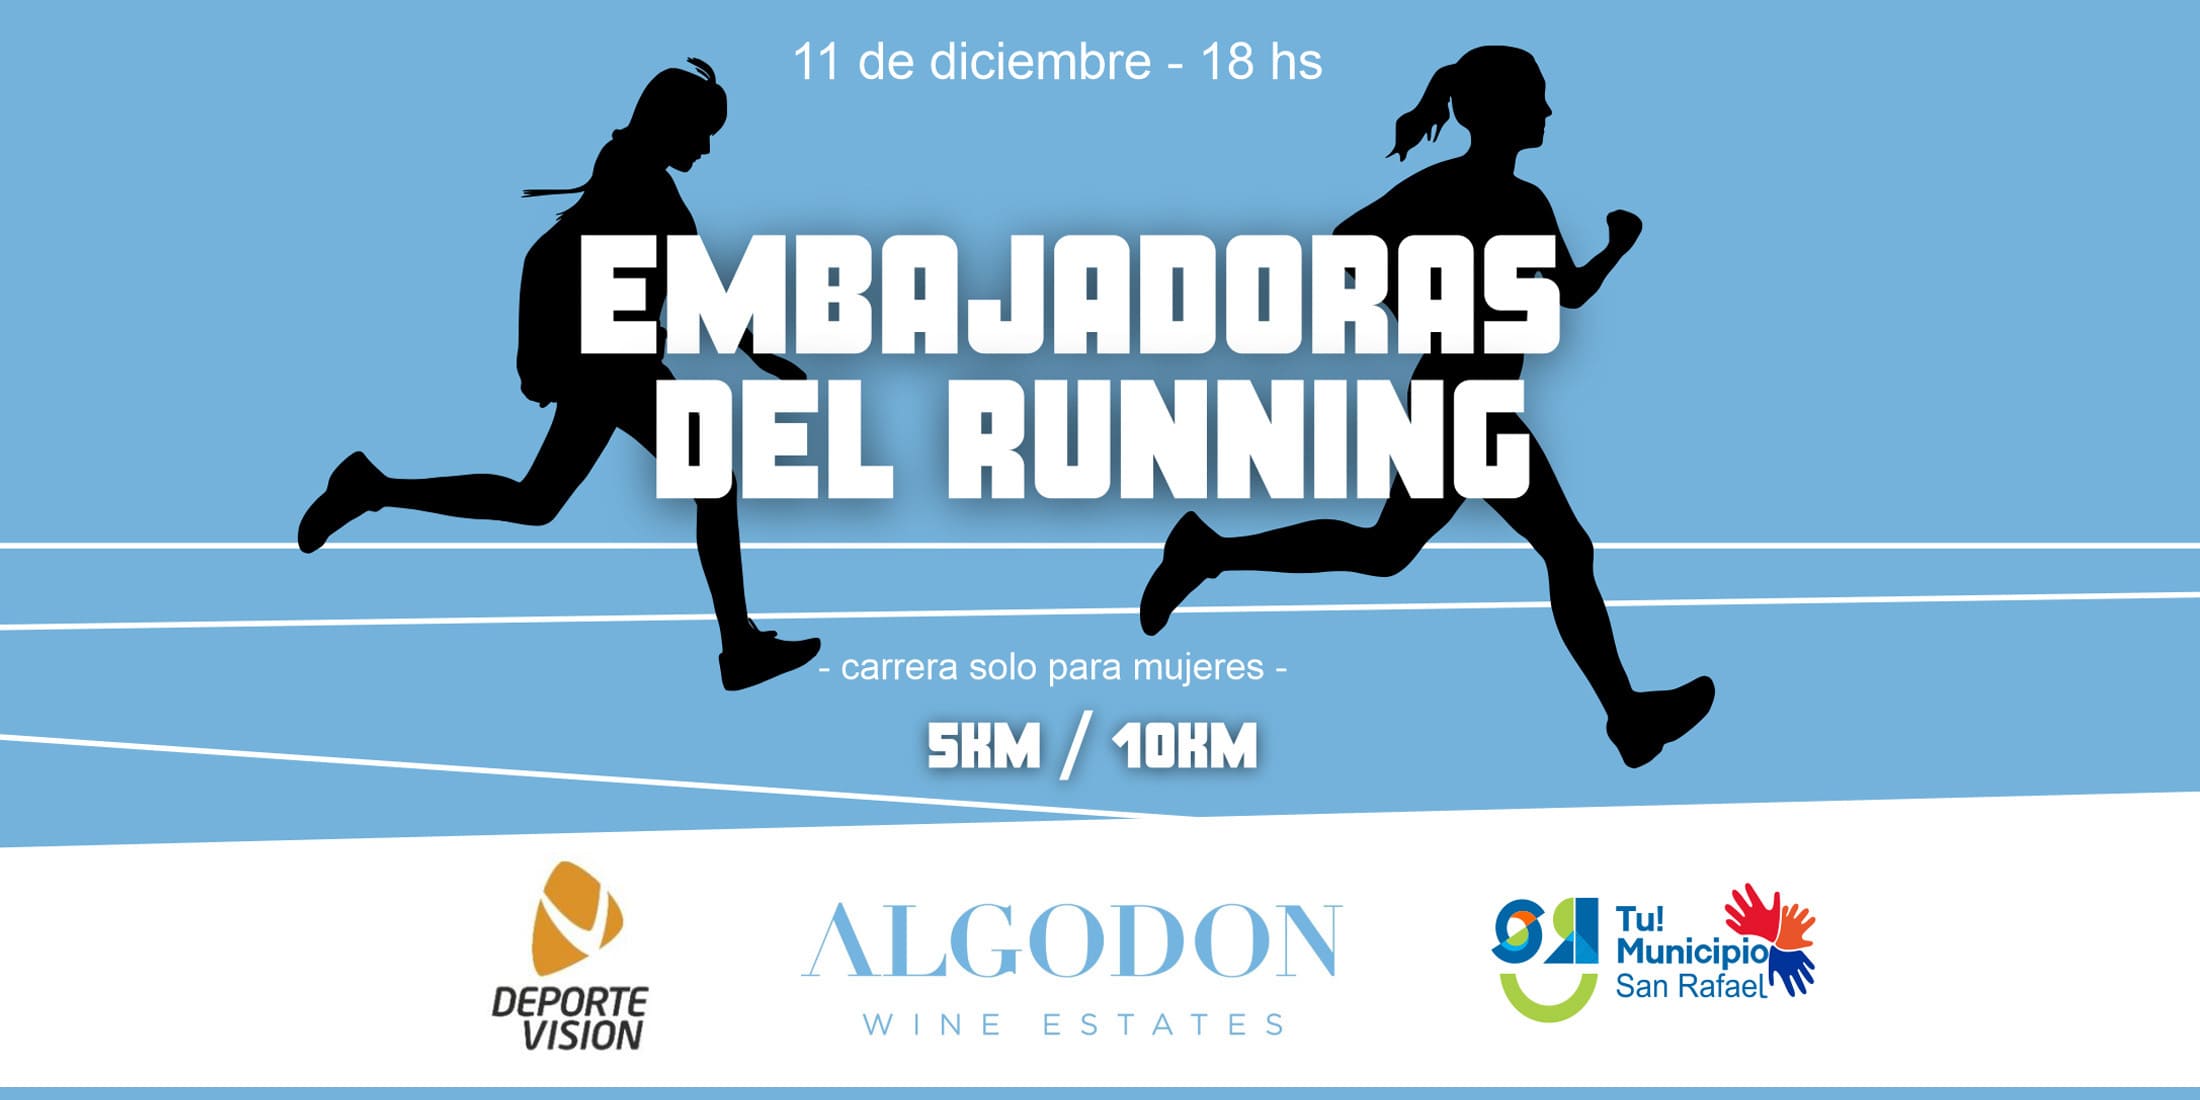 11 de diciembre - 18 hs
EMBAJADORAS
DEL RUNNING
- carrera solo para mujeres -
5KM / 10KM
DEPORTE
VISION
ALGODON
WINE ESTATES
Tu!
Municipio
San Rafael